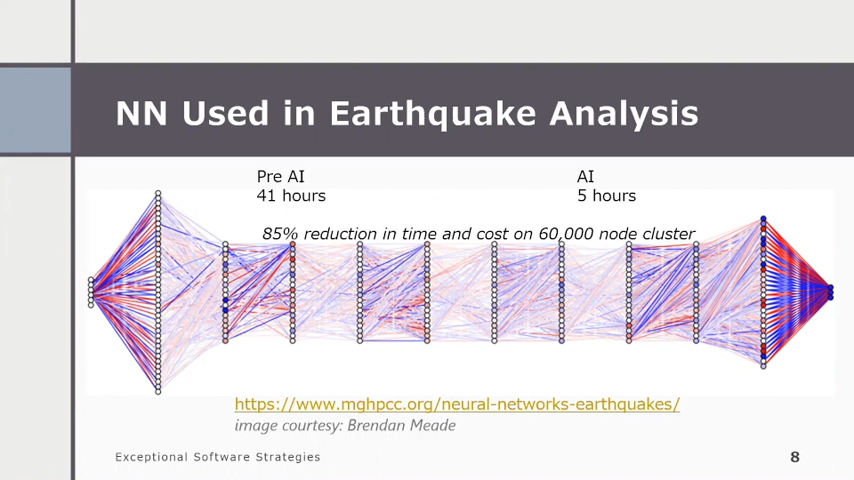 NN Used in Earthquake Analysis
Pre AI
41 hours
AI
5 hours
85% reduction in time and cost on 60,000 node cluster
https://www.mghpcc.org/neural-networks-earthquakes/
image courtesy: Brendan Meade
Exceptional Software Strategies
8